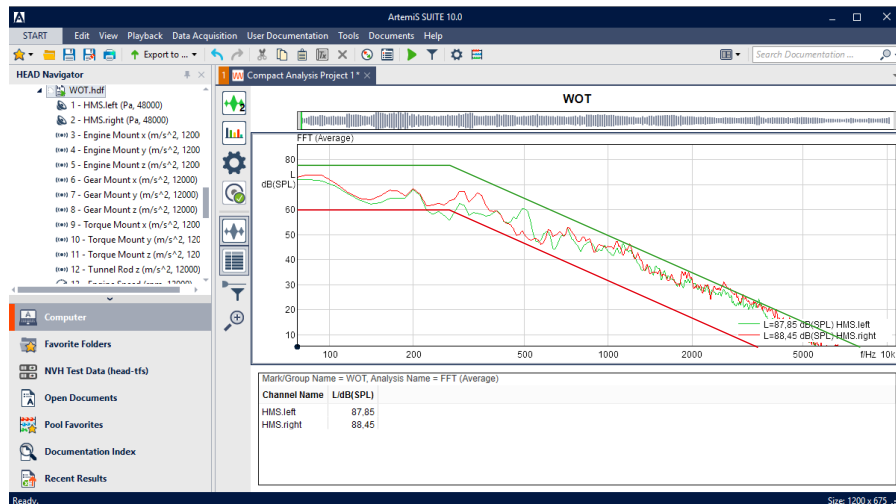 ArtemiS SUITE 10.0
START Edit View Playback Data Acquisition User Documentation Tools Documents Help
Export to ... Search Documentation ...
HEAD Navigator
WOT.hdf
1 - HMS.left (Pa, 48000)
2 - HMS.right (Pa, 48000)
3 - Engine Mount x (m/s^2, 1200
4 - Engine Mount y (m/s^2, 1200
5 - Engine Mount z (m/s^2, 1200
6 - Gear Mount x (m/s^2, 12000)
7 - Gear Mount y (m/s^2, 12000)
8 - Gear Mount z (m/s^2, 12000)
9 - Torque Mount x (m/s^2, 120
10 - Torque Mount y (m/s^2, 120
11 - Torque Mount z (m/s^2, 120
12 - Tunnel Rod z (m/s^2, 12000)
Computer
Favorite Folders
NVH Test Data (head-tfs)
Open Documents
Pool Favorites
Documentation Index
Recent Results
1 Compact Analysis Project 1*
2
WOT
FFT (Average)
80
L
dB(SPL)
60
50
40
30
20
10
L=87,85 dB(SPL) HMS.left
L=88,45 dB(SPL) HMS.right
100 200 500 1000 2000 5000 f/Hz 10k
Mark/Group Name = WOT, Analysis Name = FFT (Average)
Channel Name L/dB(SPL)
HMS.left 87,85
HMS.right 88,45
Ready. Size: 1200 x 675